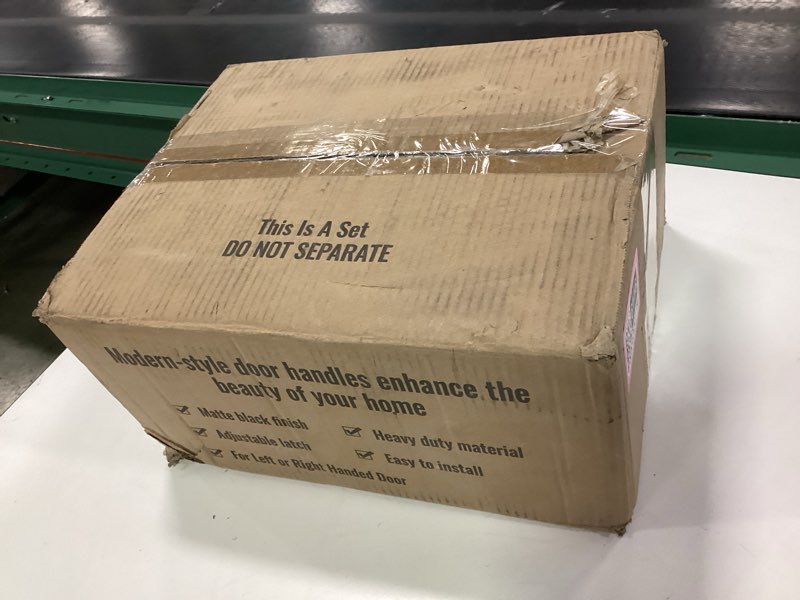 This Is A Set
DO NOT SEPARATE
Modern-style door handles enhance the
beauty of your home
Matte black finish
Heavy duty material
Adjustable latch
Easy to install
For Left or Right Handed Door